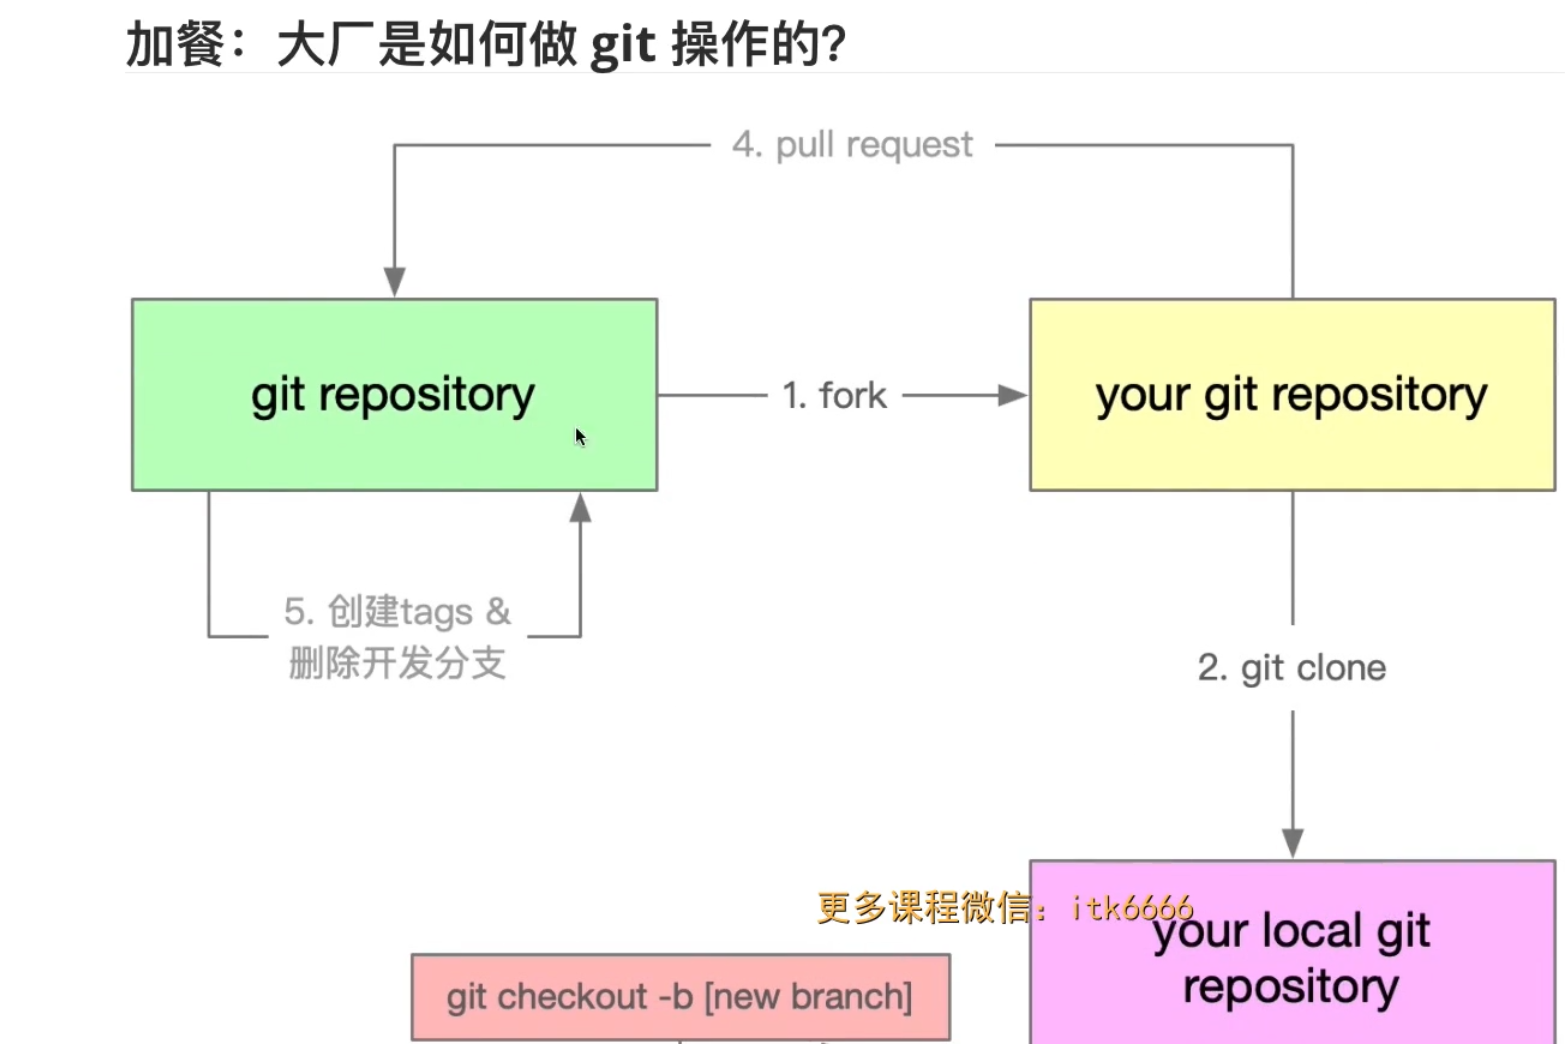 加餐：大厂是如何做 git 操作的？
4. pull request
git repository
1. fork
your git repository
5. 创建tags &
删除开发分支
2. git clone
更多课程微信：itk6666
your local git
repository
git checkout -b [new branch]